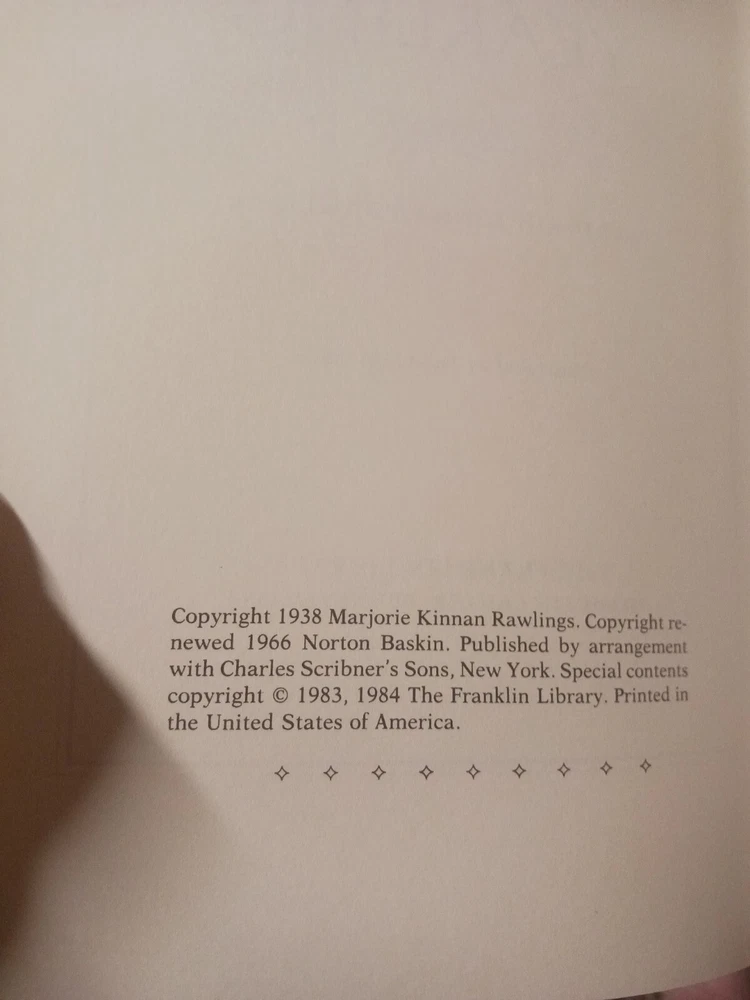 Copyright 1938 Marjorie Kinnan Rawlings. Copyright re-
newed 1966 Norton Baskin. Published by arrangement
with Charles Scribner's Sons, New York. Special contents
copyright © 1983, 1984 The Franklin Library. Printed in
the United States of America.